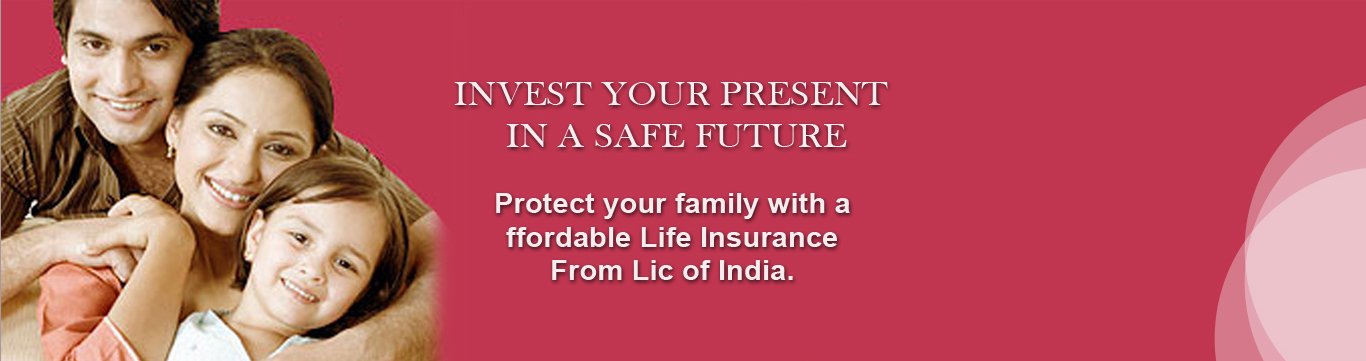 INVEST YOUR PRESENT
IN A SAFE FUTURE
Protect your family with a
ffordable Life Insurance
From Lic of India.